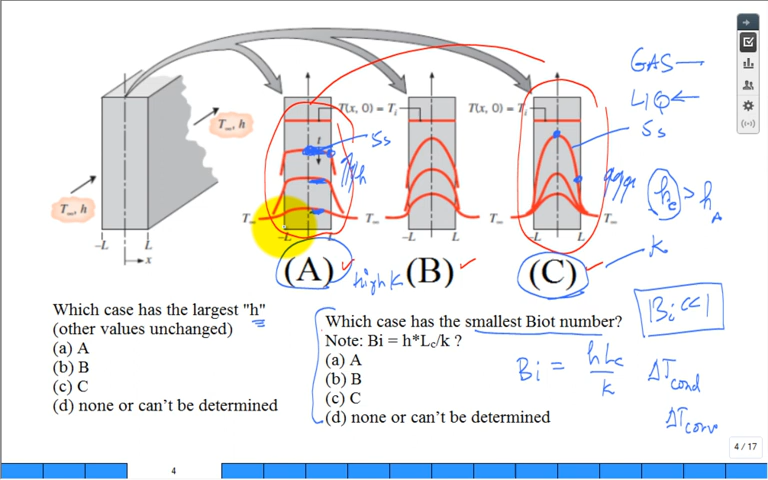 T∞, h
T∞, h
-L
L
x
T(x, 0) = Ti
T(x, 0) = Ti
t
T∞
T∞
T∞
-L
L
-L
L
-L
L
(A)
(B)
(C)
high k
Ss
GAS
LIQ
Ss
hc > hA
k
Which case has the largest "h"
(other values unchanged)
(a) A
(b) B
(c) C
(d) none or can't be determined
Which case has the smallest Biot number?
Note: Bi = h*Lc/k ?
(a) A
(b) B
(c) C
(d) none or can't be determined
Bi <<1
Bi = hLc/k
ΔTcond
ΔTconv
4 / 17
4